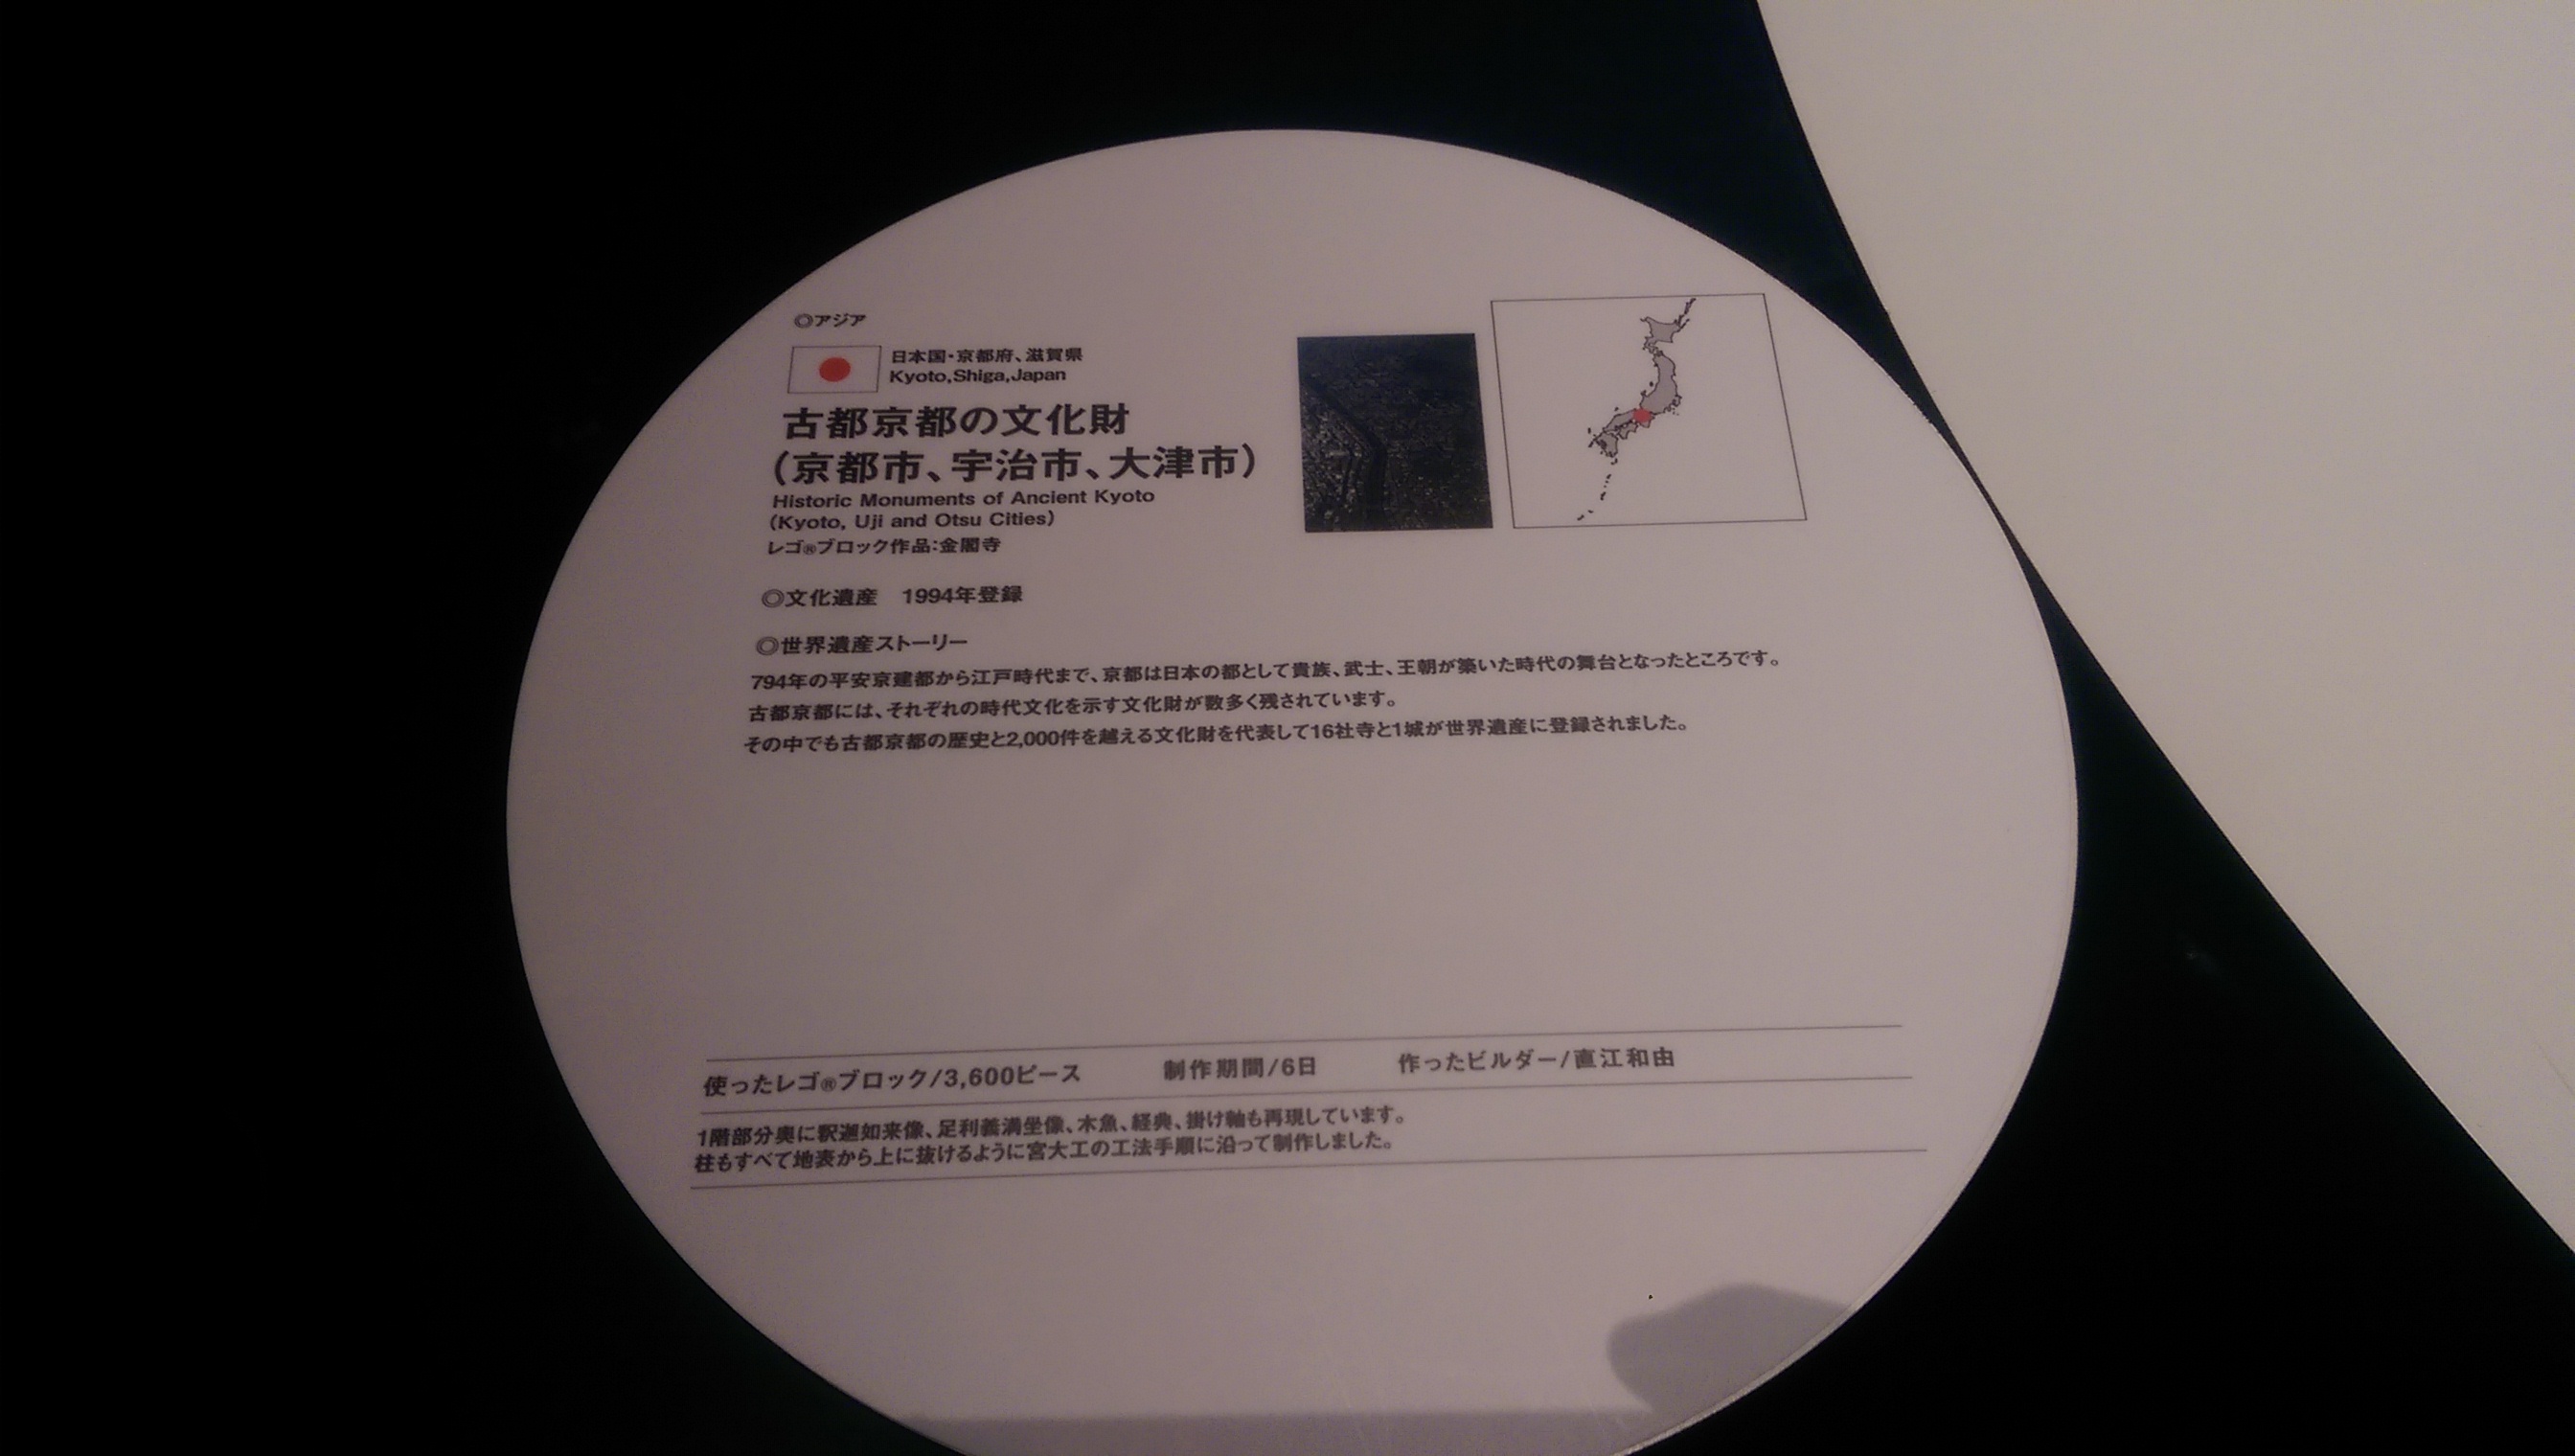 ◎アジア
日本国・京都府、滋賀県
Kyoto,Shiga,Japan
古都京都の文化財
（京都市、宇治市、大津市）
Historic Monuments of Ancient Kyoto
(Kyoto, Uji and Otsu Cities)
レゴ®ブロック作品：金閣寺
◎文化遺産　1994年登録
◎世界遺産ストーリー
794年の平安京建都から江戸時代まで、京都は日本の都として貴族、武士、王朝が築いた時代の舞台となったところです。
古都京都には、それぞれの時代文化を示す文化財が数多く残されています。
その中でも古都京都の歴史と2,000件を越える文化財を代表して16社寺と1城が世界遺産に登録されました。
使ったレゴ®ブロック/3,600ピース　制作期間/6日　作ったビルダー/直江和由
1階部分奥に釈迦如来像、足利義満坐像、木魚、経典、掛け軸も再現しています。
柱もすべて地表から上に抜けるように宮大工の工法手順に沿って制作しました。